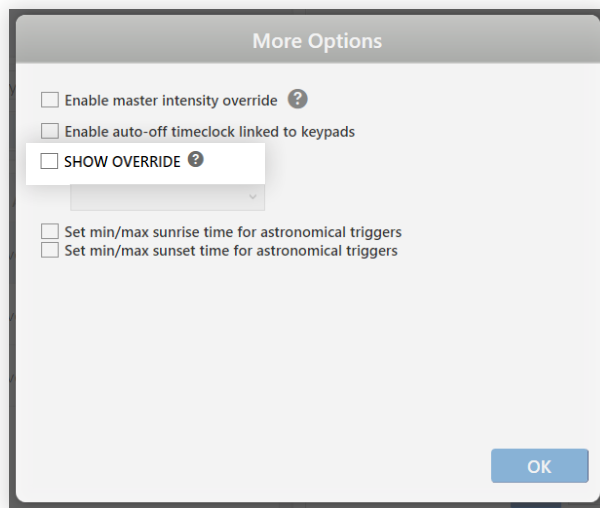 More Options
Enable master intensity override ?
Enable auto-off timeclock linked to keypads
SHOW OVERRIDE ?
Set min/max sunrise time for astronomical triggers
Set min/max sunset time for astronomical triggers
OK